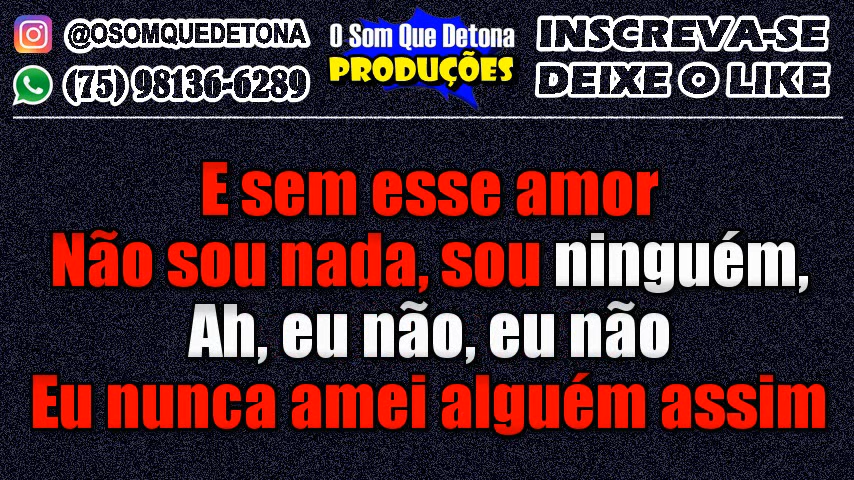 @OSOMQUEDETONA
(75) 98136-6289
O Som Que Detona
PRODUÇÕES
INSCREVA-SE
DEIXE O LIKE
E sem esse amor
Não sou nada, sou ninguém,
Ah, eu não, eu não
Eu nunca amei alguém assim